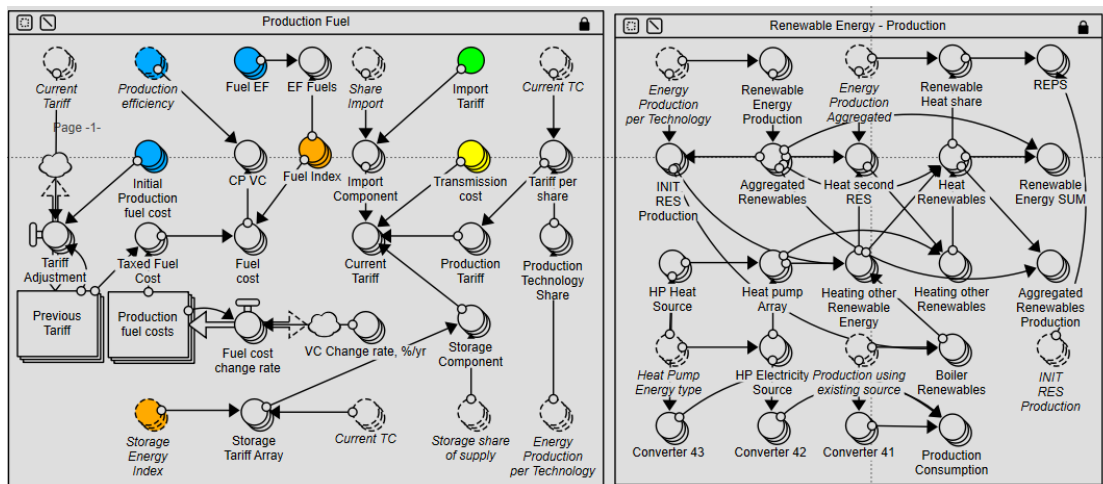 Production Fuel
Current
Tariff
Production
efficiency
Fuel EF
EF Fuels
Share
Import
Import
Tariff
Current TC
Page -1-
Initial
Production
fuel cost
CP VC
Fuel Index
Import
Component
Transmission
cost
Tariff per
share
Tariff
Adjustment
Taxed Fuel
Cost
Fuel
cost
Current
Tariff
Production
Tariff
Production
Technology
Share
Previous
Tariff
Production
fuel costs
Fuel cost
change rate
VC Change rate, %/yr
Storage
Component
Storage
Energy
Index
Storage
Tariff Array
Current TC
Storage share
of supply
Energy
Production
per Technology
Renewable Energy - Production
Energy
Production
per Technology
Renewable
Energy
Production
Energy
Production
Aggregated
Renewable
Heat share
REPS
INIT
RES
Production
Aggregated
Renewables
Heat second
RES
Heat
Renewables
Renewable
Energy SUM
HP Heat
Source
Heat pump
Array
Heating other
Renewable
Energy
Heating other
Renewables
Aggregated
Renewables
Production
Heat Pump
Energy type
HP Electricity
Source
Production using
existing source
Boiler
Renewables
INIT
RES
Production
Converter 43
Converter 42
Converter 41
Production
Consumption